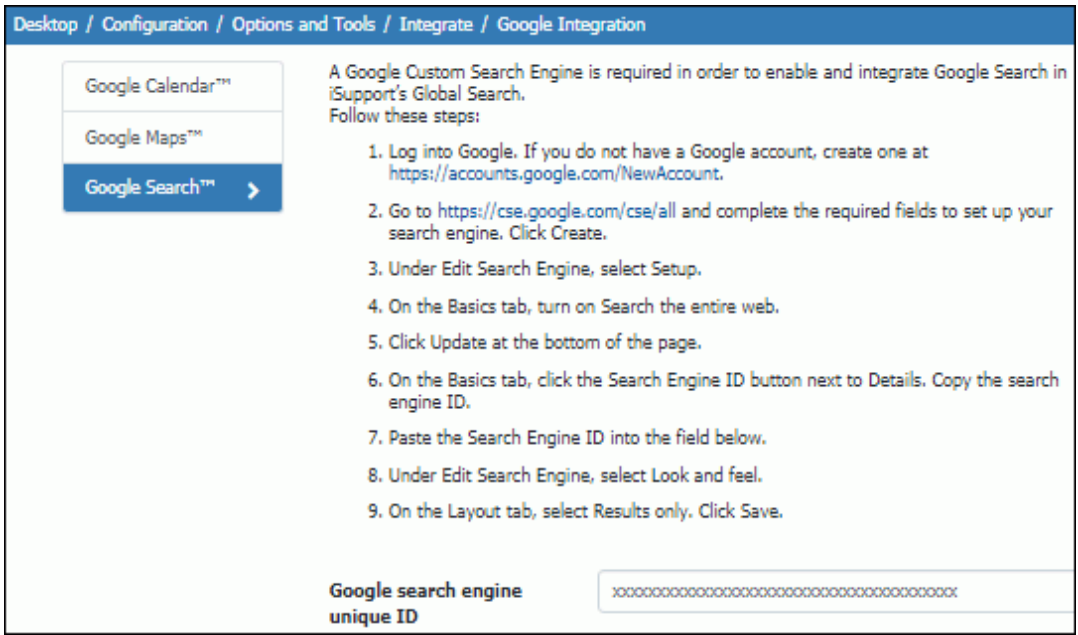 Desktop / Configuration / Options and Tools / Integrate / Google Integration
Google Calendar™
Google Maps™
Google Search™
A Google Custom Search Engine is required in order to enable and integrate Google Search in
iSupport's Global Search.
Follow these steps:
1. Log into Google. If you do not have a Google account, create one at
https://accounts.google.com/NewAccount.
2. Go to https://cse.google.com/cse/all and complete the required fields to set up your
search engine. Click Create.
3. Under Edit Search Engine, select Setup.
4. On the Basics tab, turn on Search the entire web.
5. Click Update at the bottom of the page.
6. On the Basics tab, click the Search Engine ID button next to Details. Copy the search
engine ID.
7. Paste the Search Engine ID into the field below.
8. Under Edit Search Engine, select Look and feel.
9. On the Layout tab, select Results only. Click Save.
Google search engine
unique ID